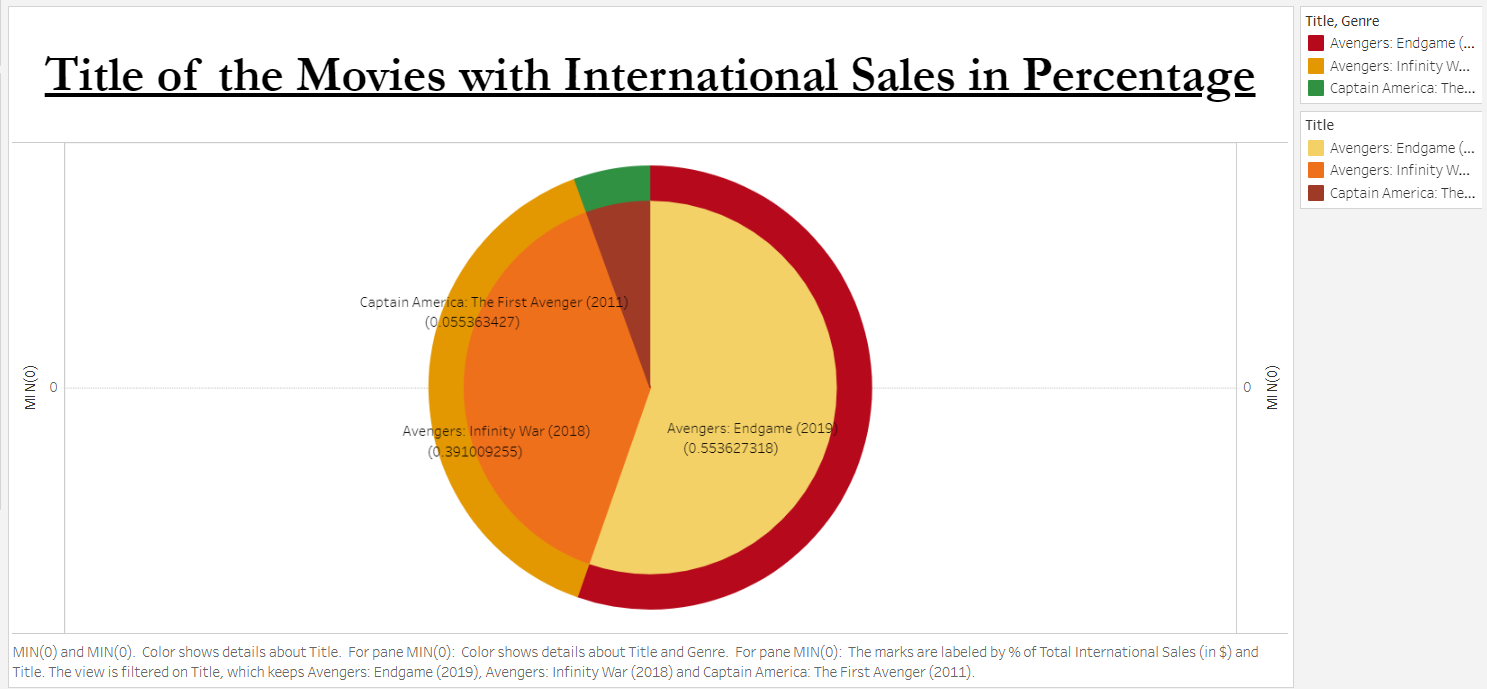 Title of the Movies with International Sales in Percentage
Title, Genre
Avengers: Endgame (...
Avengers: Infinity W...
Captain America: The...
Title
Avengers: Endgame (...
Avengers: Infinity W...
Captain America: The...
Captain America: The First Avenger (2011)
(0.055363427)
MIN(0)
0
0
MIN(0)
Avengers: Infinity War (2018)
(0.391009255)
Avengers: Endgame (2019)
(0.553627318)
MIN(0) and MIN(0). Color shows details about Title. For pane MIN(0): Color shows details about Title and Genre. For pane MIN(0): The marks are labeled by % of Total International Sales (in $) and
Title. The view is filtered on Title, which keeps Avengers: Endgame (2019), Avengers: Infinity War (2018) and Captain America: The First Avenger (2011).